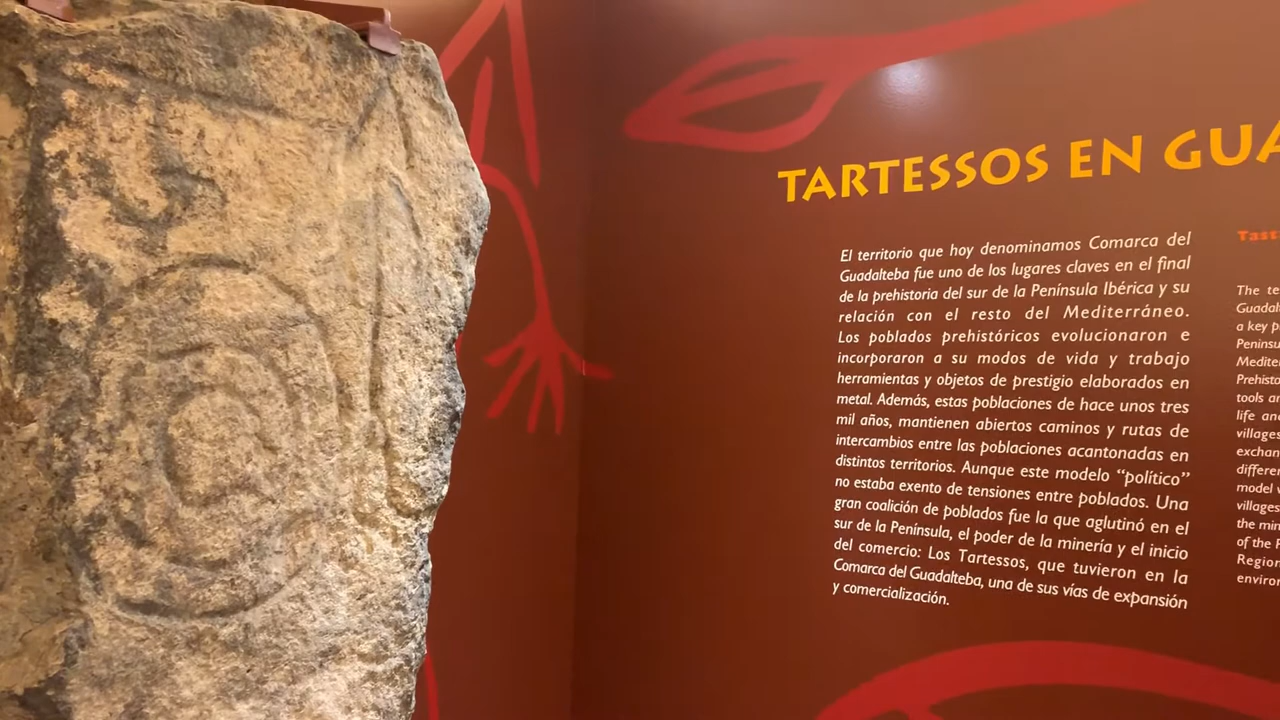 TARTESSOS EN GUA
El territorio que hoy denominamos Comarca del
Guadalteba fue uno de los lugares claves en el final
de la prehistoria del sur de la Península Ibérica y su
relación con el resto del Mediterráneo.
Los poblados prehistóricos evolucionaron e
incorporaron a su modos de vida y trabajo
herramientas y objetos de prestigio elaborados en
metal. Además, estas poblaciones de hace unos tres
mil años, mantienen abiertos caminos y rutas de
intercambios entre las poblaciones acantonadas en
distintos territorios. Aunque este modelo “político”
no estaba exento de tensiones entre poblados. Una
gran coalición de poblados fue la que aglutinó en el
sur de la Península, el poder de la minería y el inicio
del comercio: Los Tartessos, que tuvieron en la
Comarca del Guadalteba, una de sus vías de expansión
y comercialización.
The te
Guadal
a key p
Peninsu
Medite
Prehisto
tools a
life an
villages
exchan
differe
model
villages
the min
of the
Region
enviro